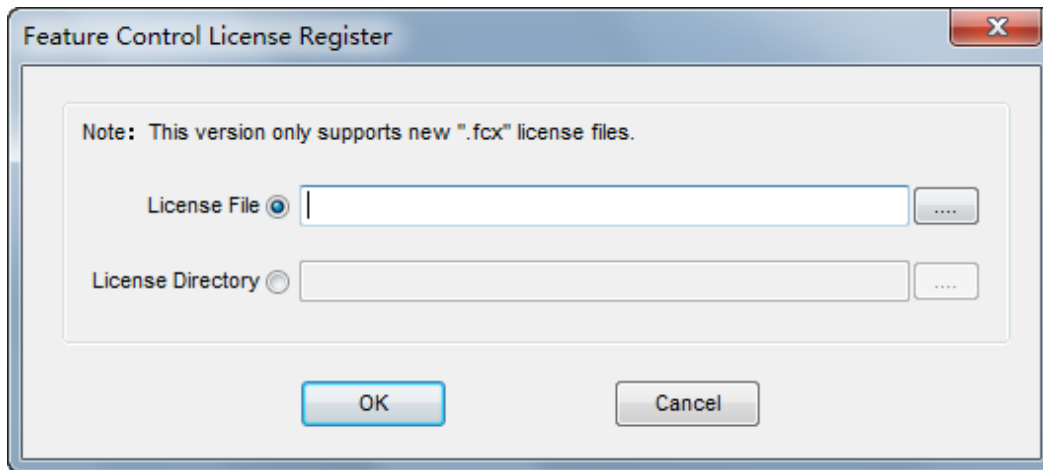 Feature Control License Register
Note: This version only supports new ".fcx" license files.
License File
....
License Directory
....
OK
Cancel